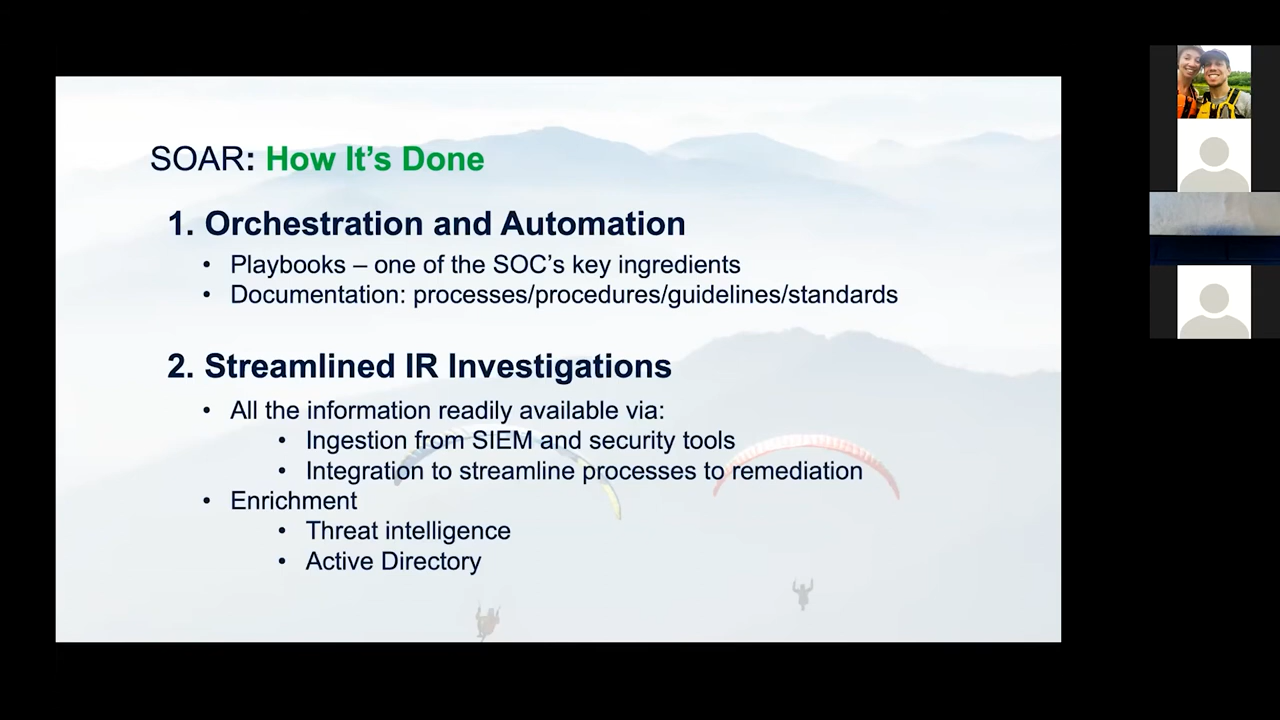 SOAR: How It’s Done
1. Orchestration and Automation
• Playbooks – one of the SOC’s key ingredients
• Documentation: processes/procedures/guidelines/standards
2. Streamlined IR Investigations
• All the information readily available via:
• Ingestion from SIEM and security tools
• Integration to streamline processes to remediation
• Enrichment
• Threat intelligence
• Active Directory